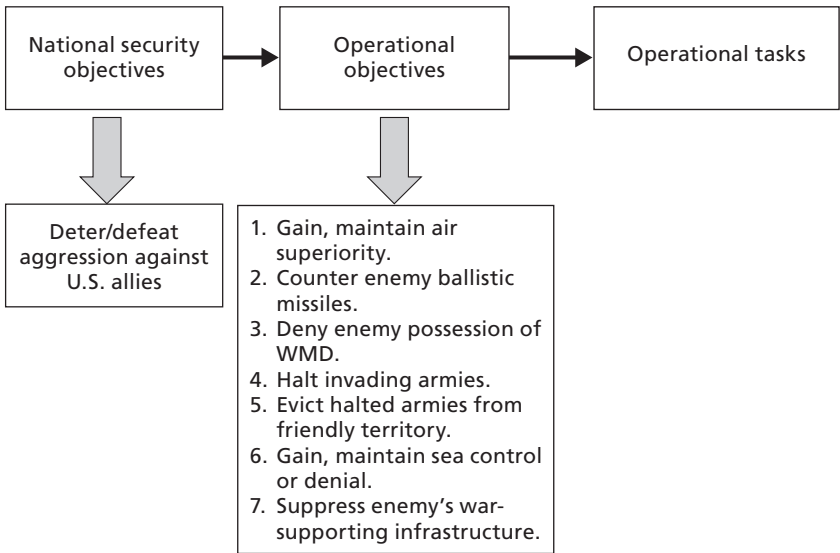 National security
objectives
Operational
objectives
Operational tasks
Deter/defeat
aggression against
U.S. allies
1. Gain, maintain air
superiority.
2. Counter enemy ballistic
missiles.
3. Deny enemy possession of
WMD.
4. Halt invading armies.
5. Evict halted armies from
friendly territory.
6. Gain, maintain sea control
or denial.
7. Suppress enemy's war-
supporting infrastructure.